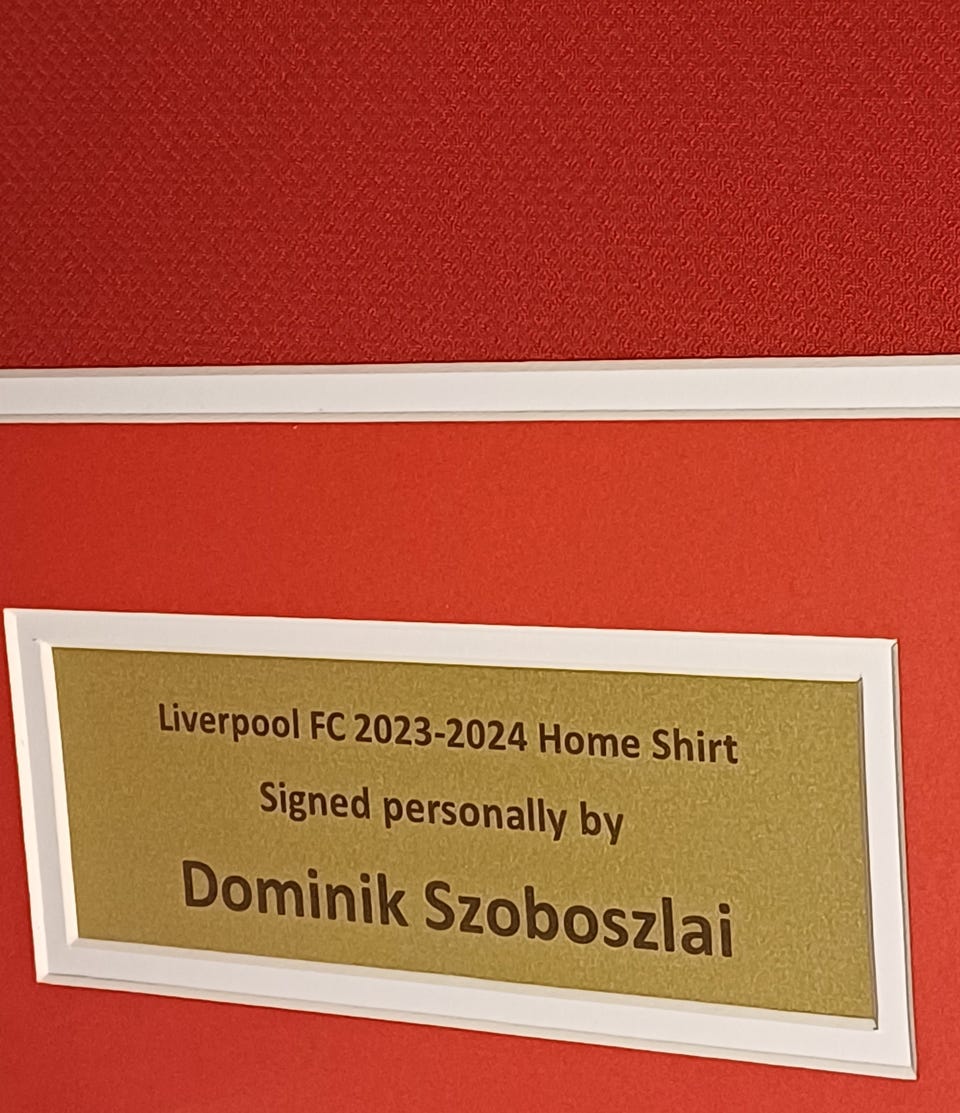 Liverpool FC 2023-2024 Home Shirt
Signed personally by
Dominik Szoboszlai